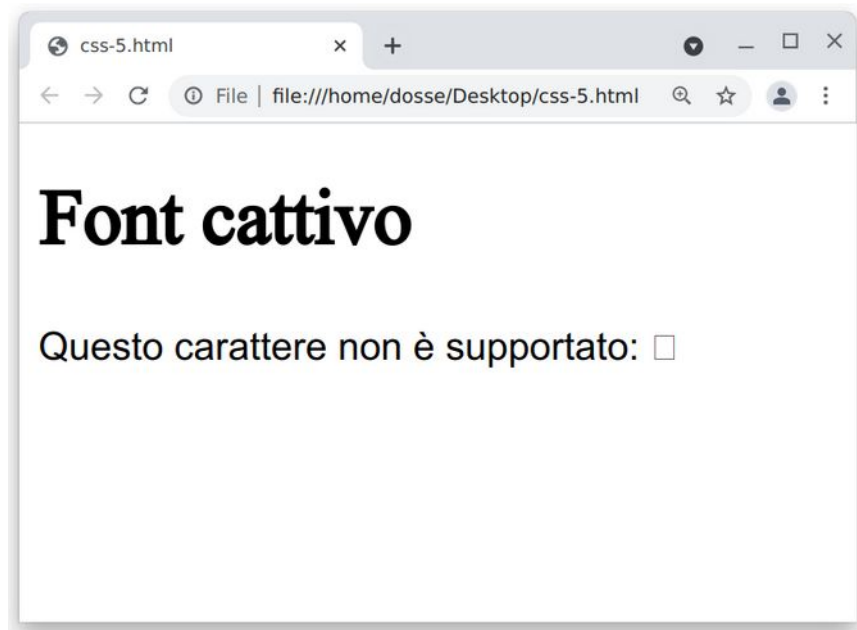 css-5.html
File | file:///home/dosse/Desktop/css-5.html
Font cattivo
Questo carattere non è supportato: □